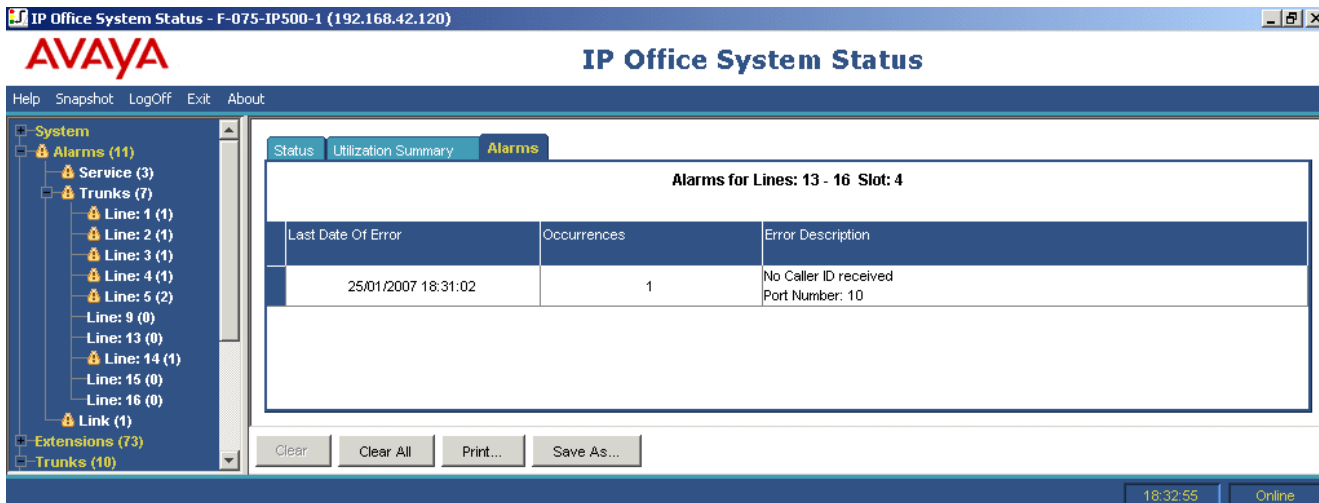 IP Office System Status - F-075-IP500-1 (192.168.42.120)
AVAYA
IP Office System Status
Help Snapshot LogOff Exit About
System
Alarms (11)
Service (3)
Trunks (7)
Line: 1 (1)
Line: 2 (1)
Line: 3 (1)
Line: 4 (1)
Line: 5 (2)
Line: 9 (0)
Line: 13 (0)
Line: 14 (1)
Line: 15 (0)
Line: 16 (0)
Link (1)
Extensions (73)
Trunks (10)
Status Utilization Summary Alarms
Alarms for Lines: 13 - 16 Slot: 4
Last Date Of Error Occurrences Error Description
25/01/2007 18:31:02 1 No Caller ID received
Port Number: 10
Clear Clear All Print... Save As...
18:32:55 Online